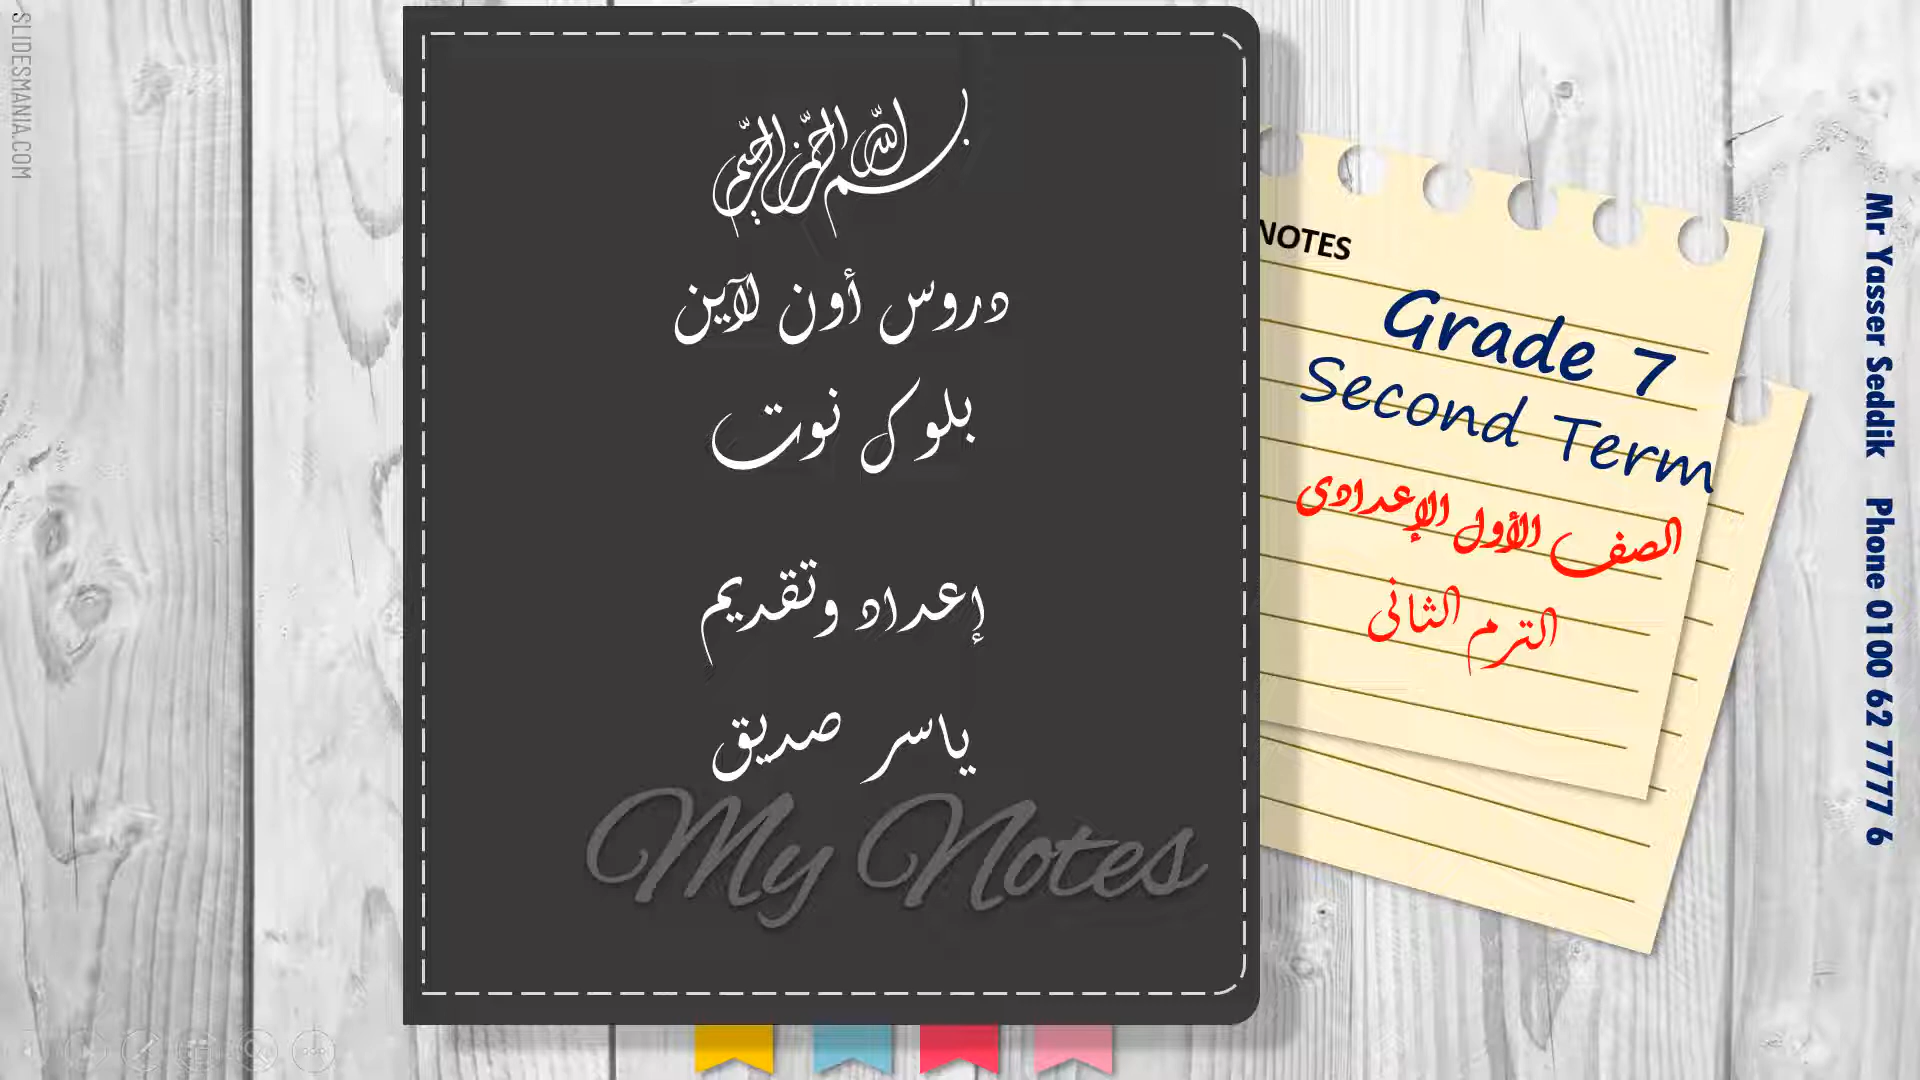 SLIDESMANIA.COM
بسم الله الرحمن الرحيم
دروس أون لآين
بلوك نوت
إعداد وتقديم
ياسر صديق
My Notes
NOTES
Grade 7
Second Term
الصف الأول الإعدادى
الترم الثانى
Mr Yasser Seddik Phone 0100 62 7777 6